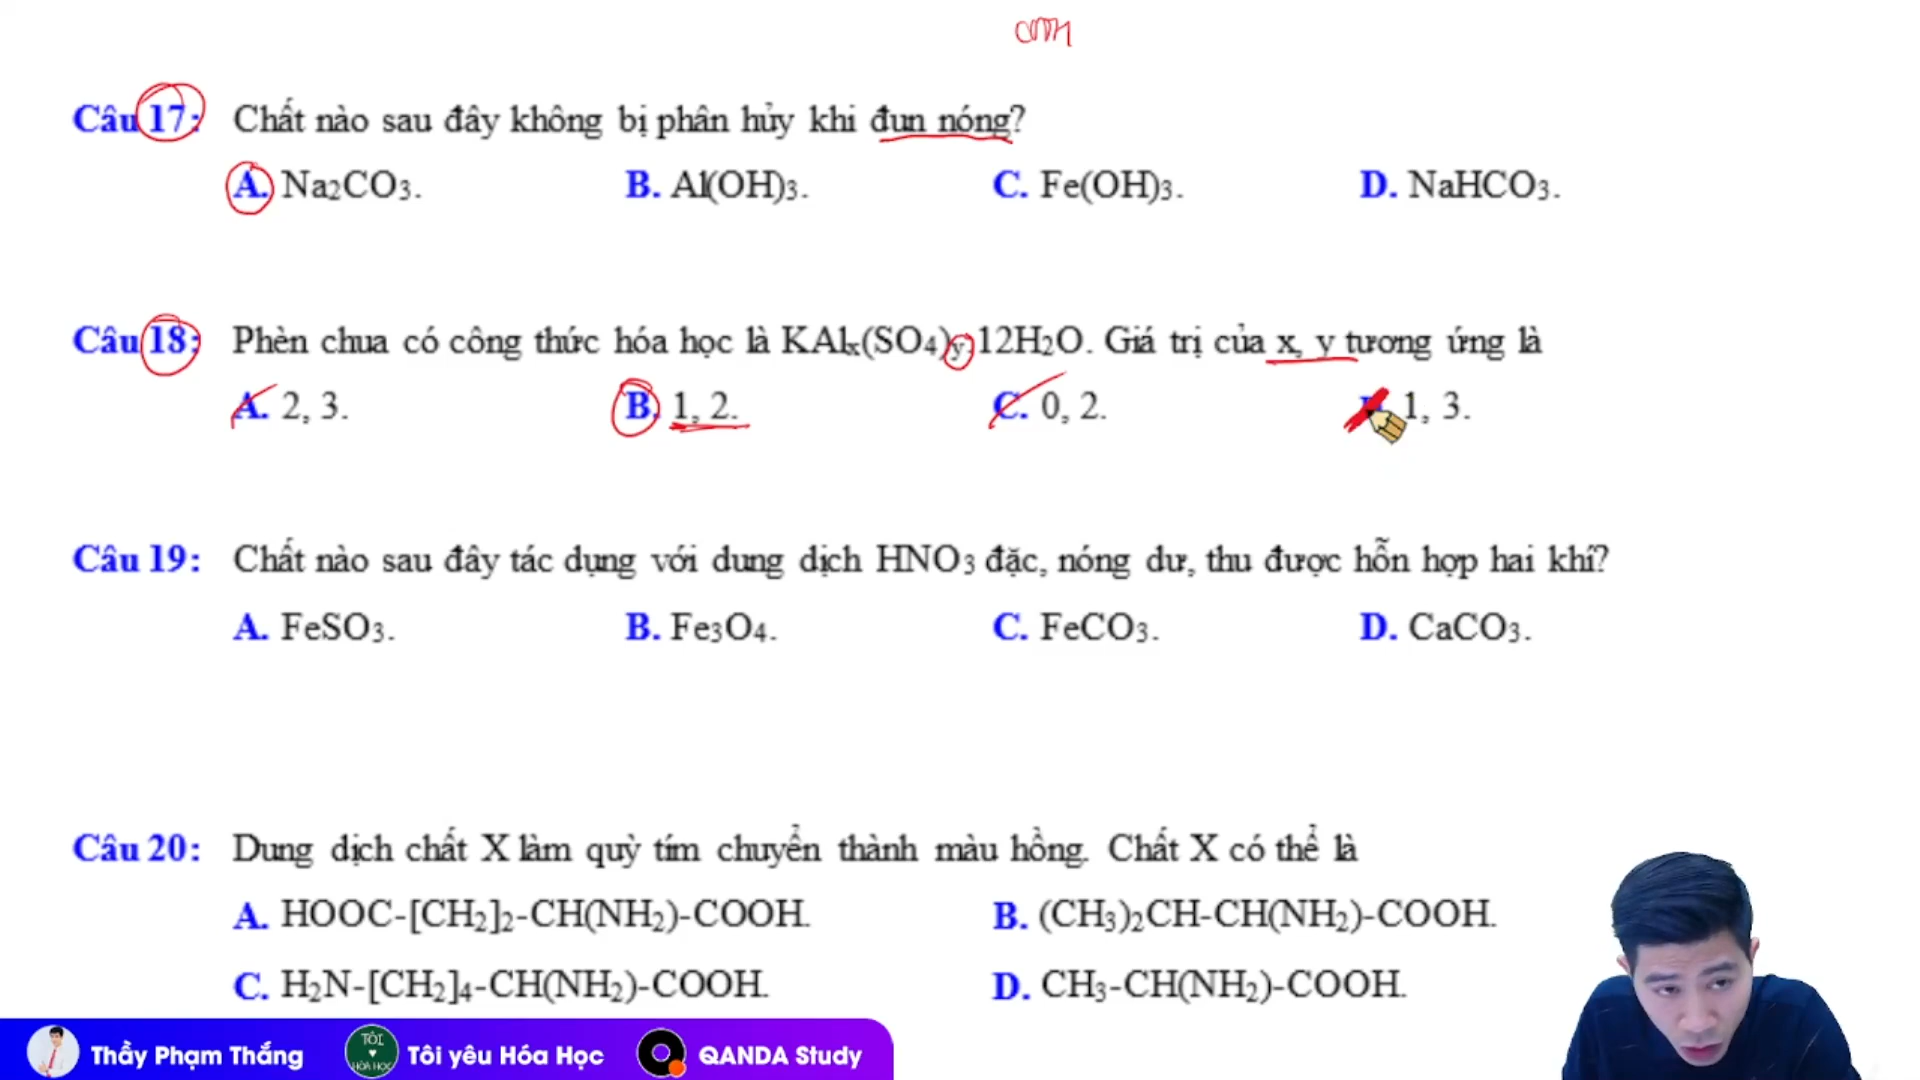 COOH
Câu 17: Chất nào sau đây không bị phân hủy khi đun nóng?
A. Na2CO3. B. Al(OH)3. C. Fe(OH)3. D. NaHCO3.
Câu 18: Phèn chua có công thức hóa học là KAlx(SO4)y.12H2O. Giá trị của x, y tương ứng là
A. 2, 3. B. 1, 2. C. 0, 2. 1, 3.
Câu 19: Chất nào sau đây tác dụng với dung dịch HNO3 đặc, nóng dư, thu được hỗn hợp hai khí?
A. FeSO3. B. Fe3O4. C. FeCO3. D. CaCO3.
Câu 20: Dung dịch chất X làm quỳ tím chuyển thành màu hồng. Chất X có thể là
A. HOOC-[CH2]2-CH(NH2)-COOH. B. (CH3)2CH-CH(NH2)-COOH.
C. H2N-[CH2]4-CH(NH2)-COOH. D. CH3-CH(NH2)-COOH.
Thầy Phạm Thắng TÔI HÓA HỌC Tôi yêu Hóa Học QANDA Study